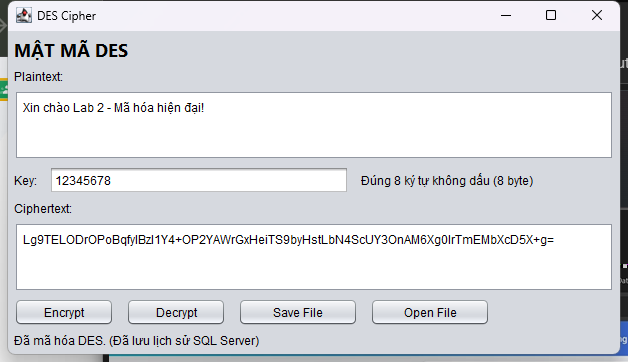 DES Cipher
MẬT MÃ DES
Plaintext:
Xin chào Lab 2 - Mã hóa hiện đại!
Key: 12345678 Đúng 8 ký tự không dấu (8 byte)
Ciphertext:
Lg9TELODrOPoBqfyIBzI1Y4+OP2YAWrGxHeiTS9byHstLbN4ScUY3OnAM6Xg0IrTmEMbXcD5X+g=
Encrypt Decrypt Save File Open File
Đã mã hóa DES. (Đã lưu lịch sử SQL Server)